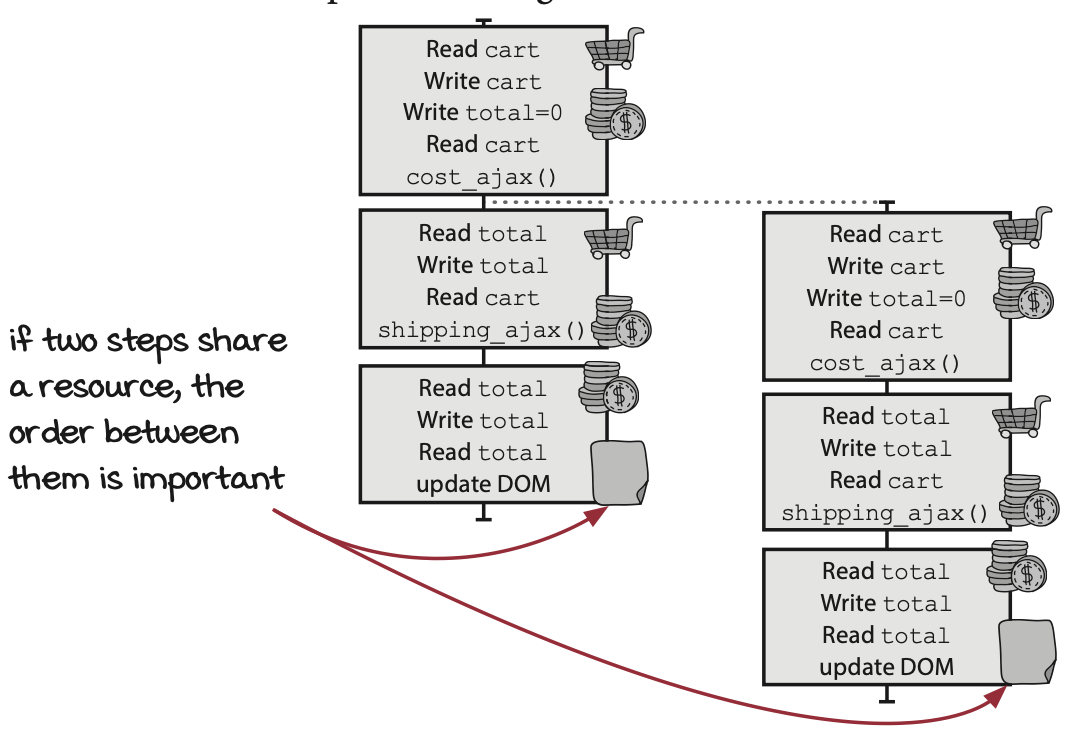 Read cart
Write cart
Write total=0
Read cart
cost_ajax()
Read total
Write total
Read cart
shipping_ajax()
Read total
Write total
Read total
update DOM
if two steps share
a resource, the
order between
them is important
Read cart
Write cart
Write total=0
Read cart
cost_ajax()
Read total
Write total
Read cart
shipping_ajax()
Read total
Write total
Read total
update DOM
$
$
$
$
$
$